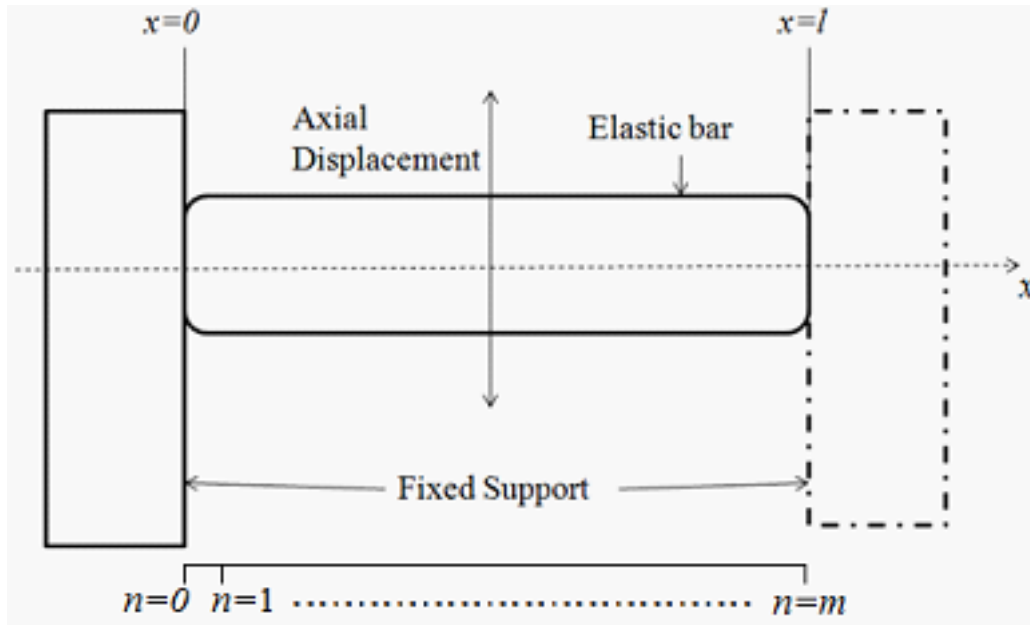 x=0
x=l
Axial
Displacement
Elastic bar
x
Fixed Support
n=0 n=1 n=m